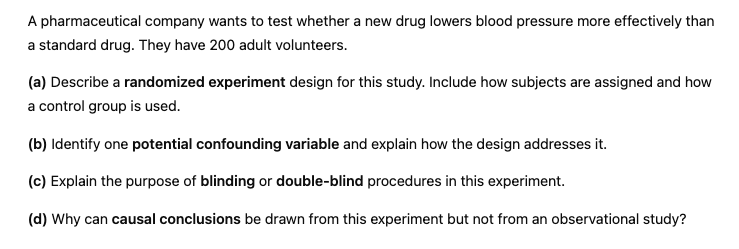 A pharmaceutical company wants to test whether a new drug lowers blood pressure more effectively than
a standard drug. They have 200 adult volunteers.
(a) Describe a randomized experiment design for this study. Include how subjects are assigned and how
a control group is used.
(b) Identify one potential confounding variable and explain how the design addresses it.
(c) Explain the purpose of blinding or double-blind procedures in this experiment.
(d) Why can causal conclusions be drawn from this experiment but not from an observational study?